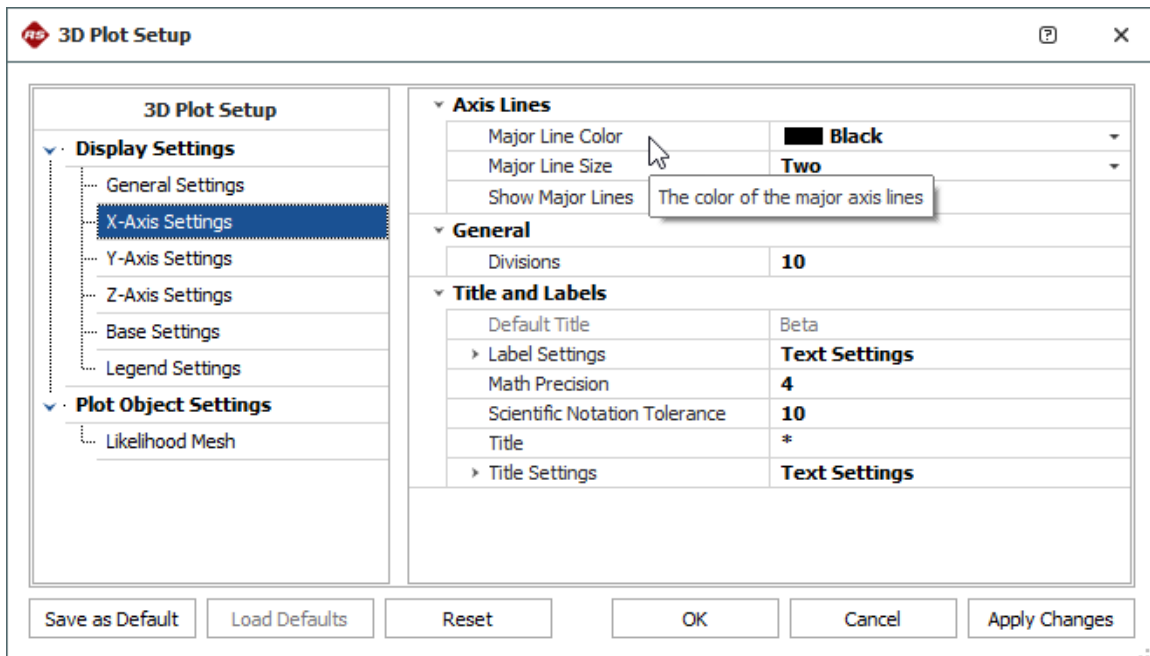 RS 3D Plot Setup
3D Plot Setup
Display Settings
General Settings
X-Axis Settings
Y-Axis Settings
Z-Axis Settings
Base Settings
Legend Settings
Plot Object Settings
Likelihood Mesh
Axis Lines
Major Line Color Black
Major Line Size Two
Show Major Lines
The color of the major axis lines
General
Divisions 10
Title and Labels
Default Title Beta
Label Settings Text Settings
Math Precision 4
Scientific Notation Tolerance 10
Title *
Title Settings Text Settings
Save as Default Load Defaults Reset OK Cancel Apply Changes